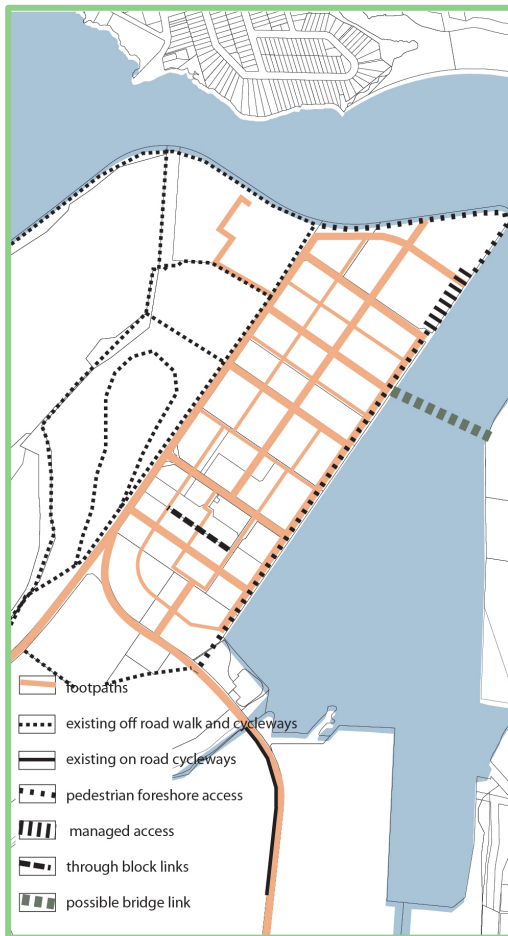 footpaths
existing off road walk and cycleways
existing on road cycleways
pedestrian foreshore access
managed access
through block links
possible bridge link